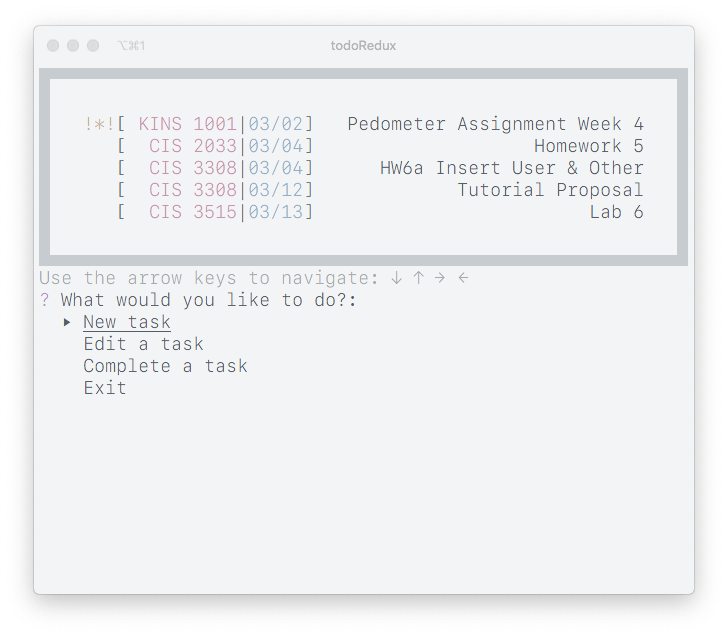 ⌥⌘1 todoRedux
!*![ KINS 1001|03/02] Pedometer Assignment Week 4
[ CIS 2033|03/04] Homework 5
[ CIS 3308|03/04] HW6a Insert User & Other
[ CIS 3308|03/12] Tutorial Proposal
[ CIS 3515|03/13] Lab 6
Use the arrow keys to navigate: ↓ ↑ → ←
? What would you like to do?:
▸ New task
Edit a task
Complete a task
Exit